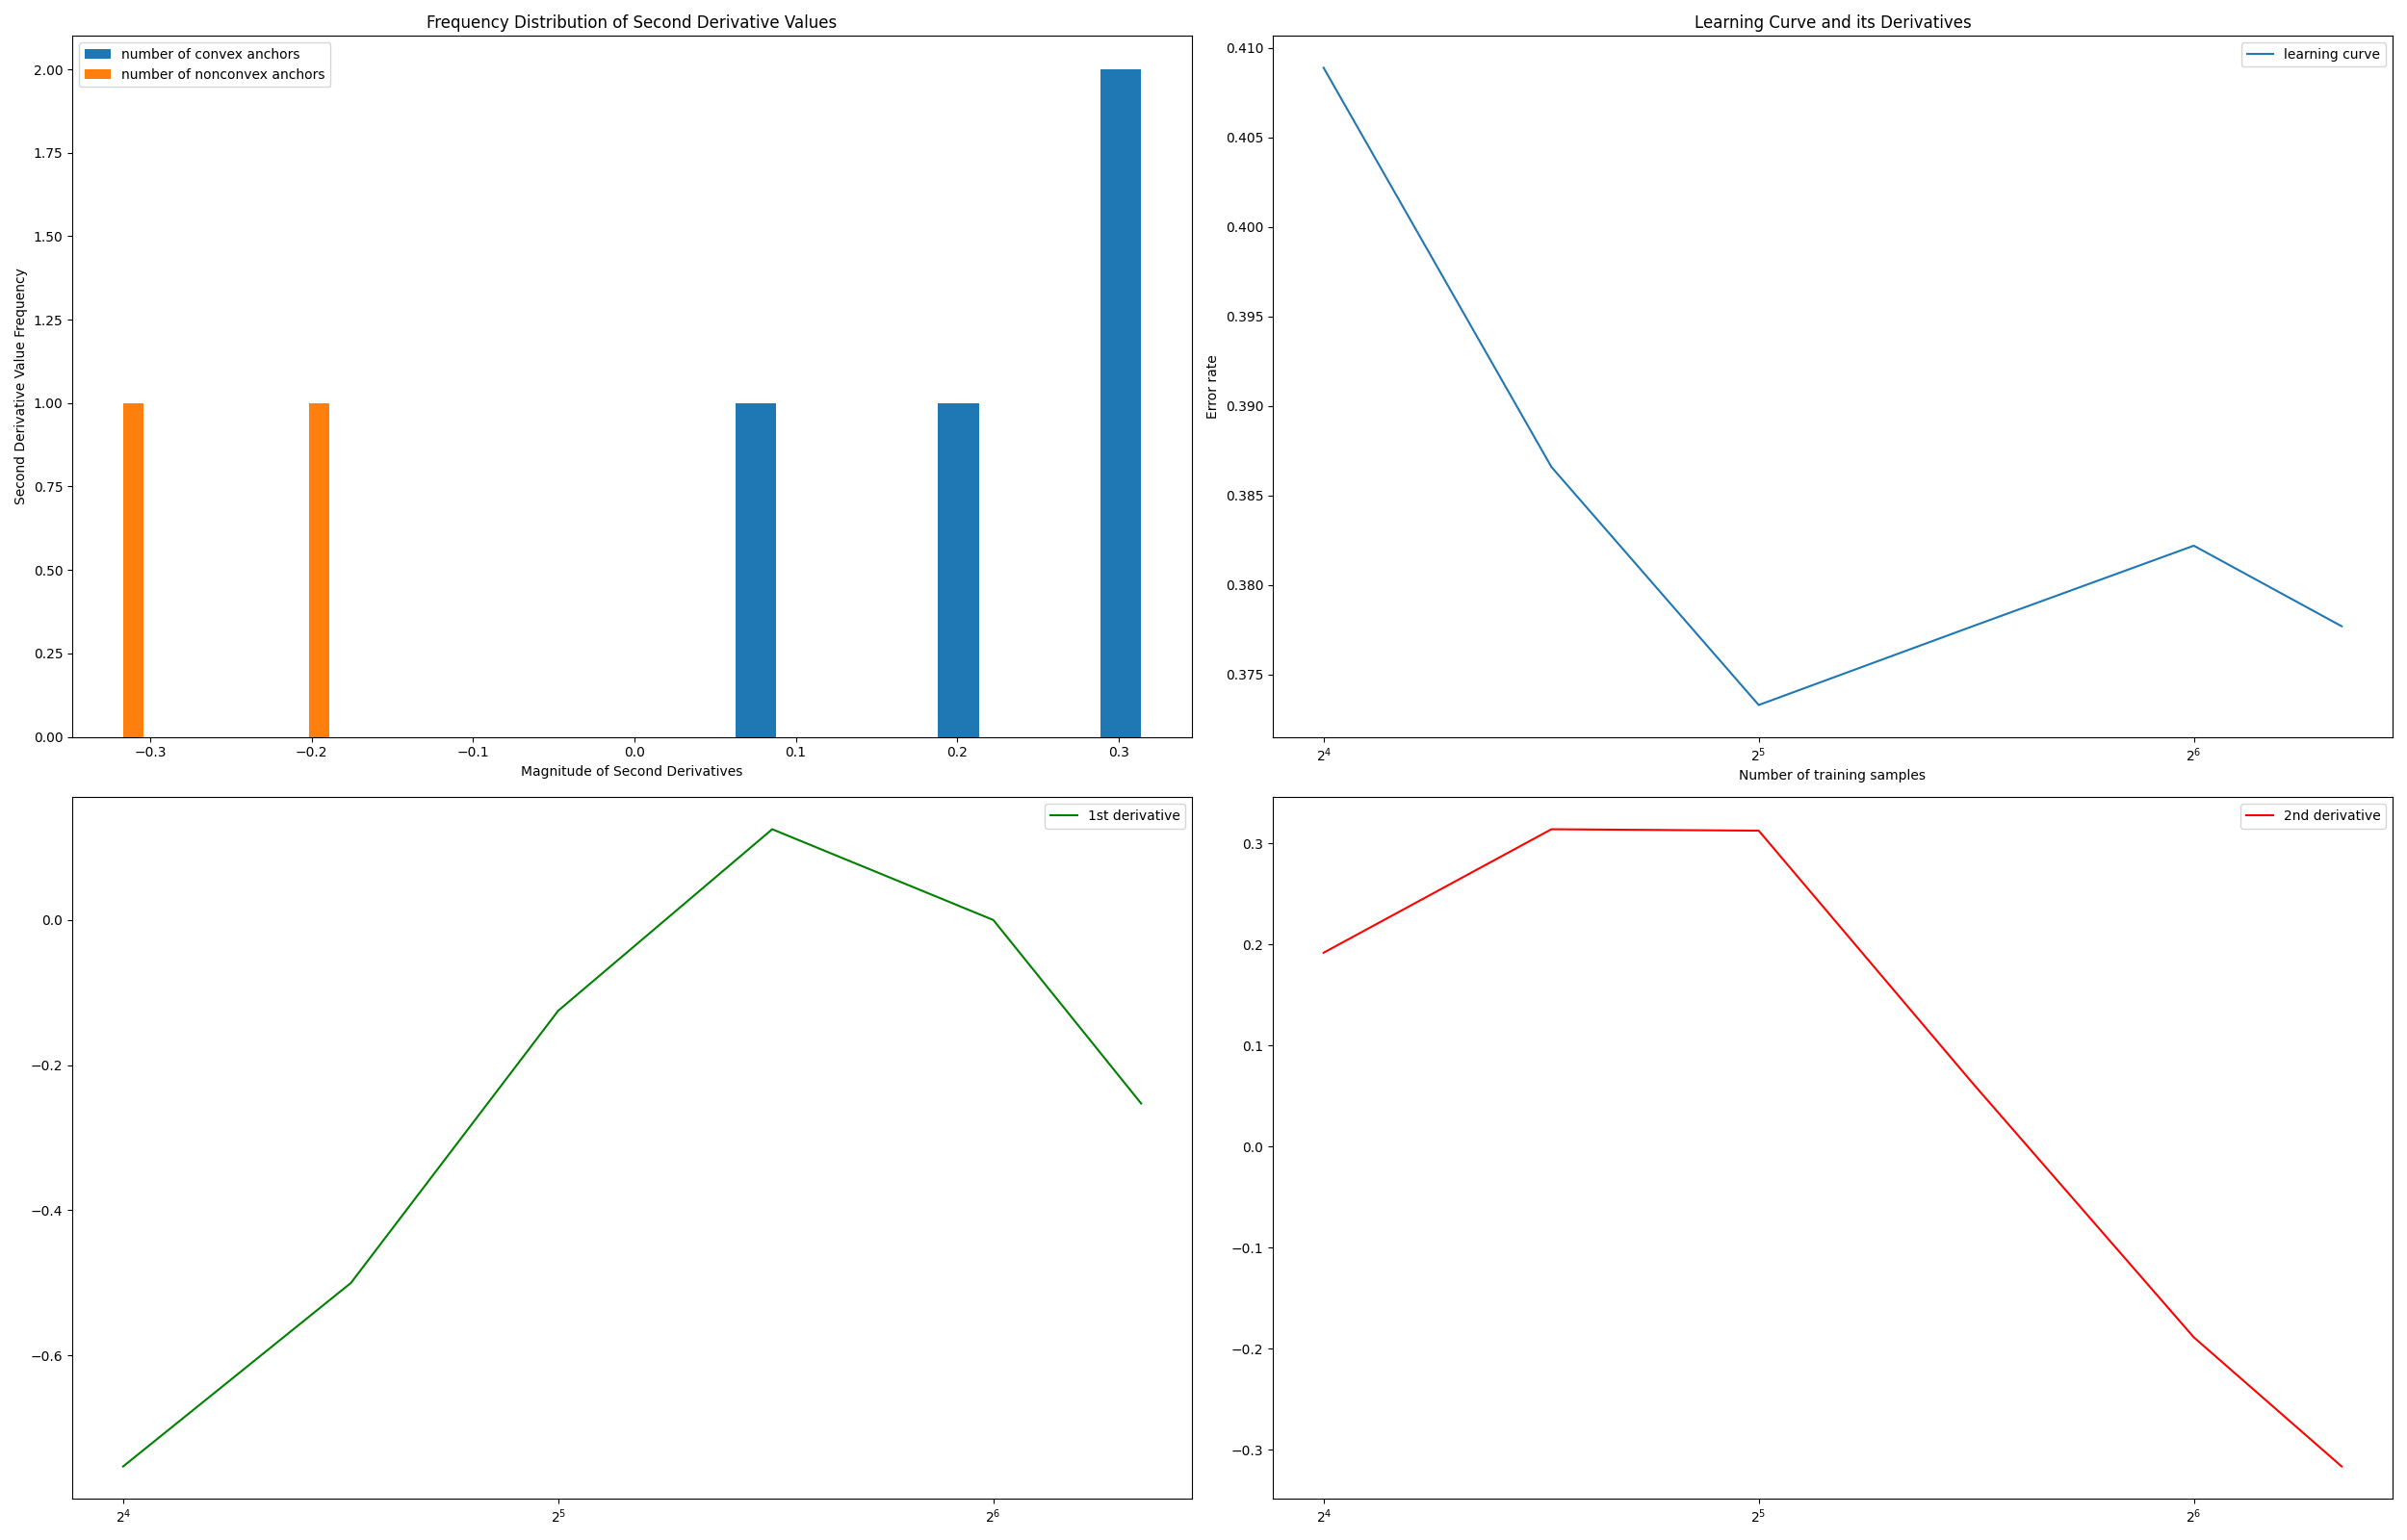 Frequency Distribution of Second Derivative Values
number of convex anchors
number of nonconvex anchors
2.00
1.75
1.50
1.25
1.00
0.75
0.50
0.25
0.00
Second Derivative Value Frequency
−0.3 −0.2 −0.1 0.0 0.1 0.2 0.3
Magnitude of Second Derivatives
Learning Curve and its Derivatives
learning curve
0.410
0.405
0.400
0.395
0.390
0.385
0.380
0.375
Error rate
2⁴ 2⁵ 2⁶
Number of training samples
1st derivative
0.0
−0.2
−0.4
−0.6
2⁴ 2⁵ 2⁶
2nd derivative
0.3
0.2
0.1
0.0
−0.1
−0.2
−0.3
2⁴ 2⁵ 2⁶